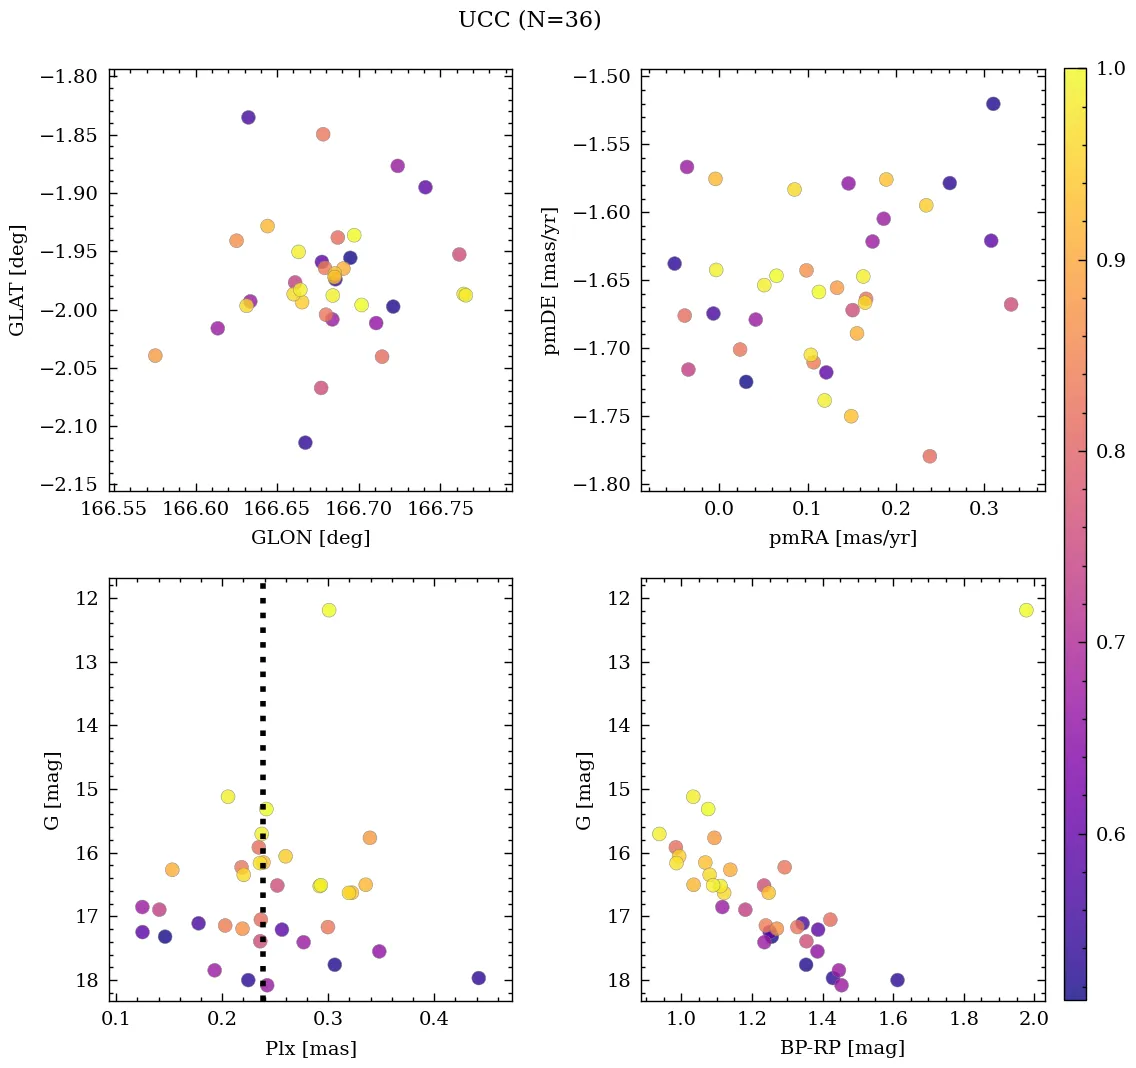 UCC (N=36)
−1.80
−1.85
−1.90
−1.95
−2.00
−2.05
−2.10
−2.15
GLAT [deg]
166.55 166.60 166.65 166.70 166.75
GLON [deg]
−1.50
−1.55
−1.60
−1.65
−1.70
−1.75
−1.80
pmDE [mas/yr]
0.0 0.1 0.2 0.3
pmRA [mas/yr]
12
13
14
15
16
17
18
G [mag]
0.1 0.2 0.3 0.4
Plx [mas]
12
13
14
15
16
17
18
G [mag]
1.0 1.2 1.4 1.6 1.8 2.0
BP-RP [mag]
1.0
0.9
0.8
0.7
0.6